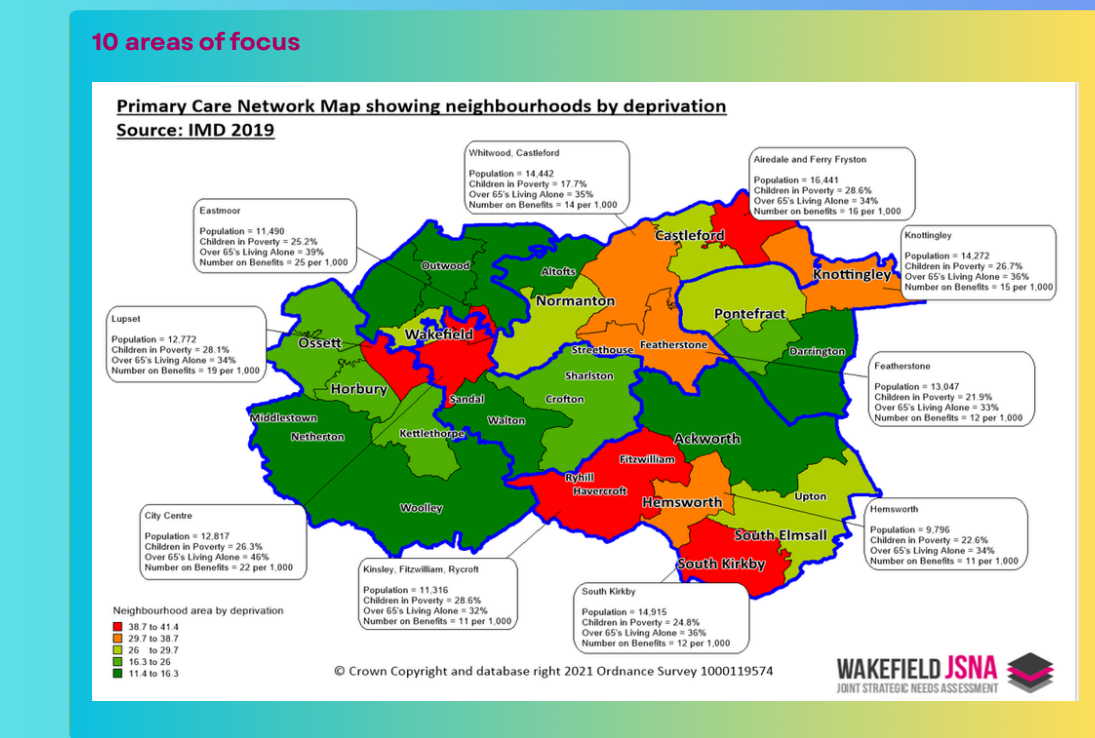 10 areas of focus
Primary Care Network Map showing neighbourhoods by deprivation
Source: IMD 2019
Whitwood, Castleford
Population = 14,442
Children in Poverty = 17.7%
Over 65's Living Alone = 35%
Number on Benefits = 14 per 1,000
Airedale and Ferry Fryston
Population = 16,441
Children in Poverty = 28.6%
Over 65's Living Alone = 34%
Number on benefits = 16 per 1,000
Eastmoor
Population = 11,490
Children in Poverty = 25.2%
Over 65's Living Alone = 39%
Number on Benefits = 25 per 1,000
Knottingley
Population = 14,272
Children in Poverty = 26.7%
Over 65's Living Alone = 36%
Number on Benefits = 15 per 1,000
Lupset
Population = 12,772
Children in Poverty = 28.1%
Over 65's Living Alone = 34%
Number on Benefits = 19 per 1,000
Castleford
Outwood
Altofts
Knottingley
Normanton
Pontefract
Wakefield
Ossett
Streethouse
Featherstone
Darrington
Sharlston
Horbury
Sandal
Crofton
Middlestown
Walton
Netherton
Kettlethorpe
Ackworth
Fitzwilliam
Ryhill
Havercroft
Upton
Hemsworth
Woolley
South Elmsall
South Kirkby
Featherstone
Population = 13,047
Children in Poverty = 21.9%
Over 65's Living Alone = 33%
Number on Benefits = 12 per 1,000
City Centre
Population = 12,817
Children in Poverty = 26.3%
Over 65's Living Alone = 46%
Number on Benefits = 22 per 1,000
Hemsworth
Population = 9,796
Children in Poverty = 22.6%
Over 65's Living Alone = 34%
Number on Benefits = 11 per 1,000
Kinsley, Fitzwilliam, Rycroft
Population = 11,316
Children in Poverty = 28.6%
Over 65's Living Alone = 32%
Number on Benefits = 11 per 1,000
South Kirkby
Population = 14,915
Children in Poverty = 24.8%
Over 65's Living Alone = 36%
Number on Benefits = 12 per 1,000
Neighbourhood area by deprivation
38.7 to 41.4
29.7 to 38.7
26 to 29.7
16.3 to 26
11.4 to 16.3
© Crown Copyright and database right 2021 Ordnance Survey 1000119574
WAKEFIELD JSNA
JOINT STRATEGIC NEEDS ASSESSMENT